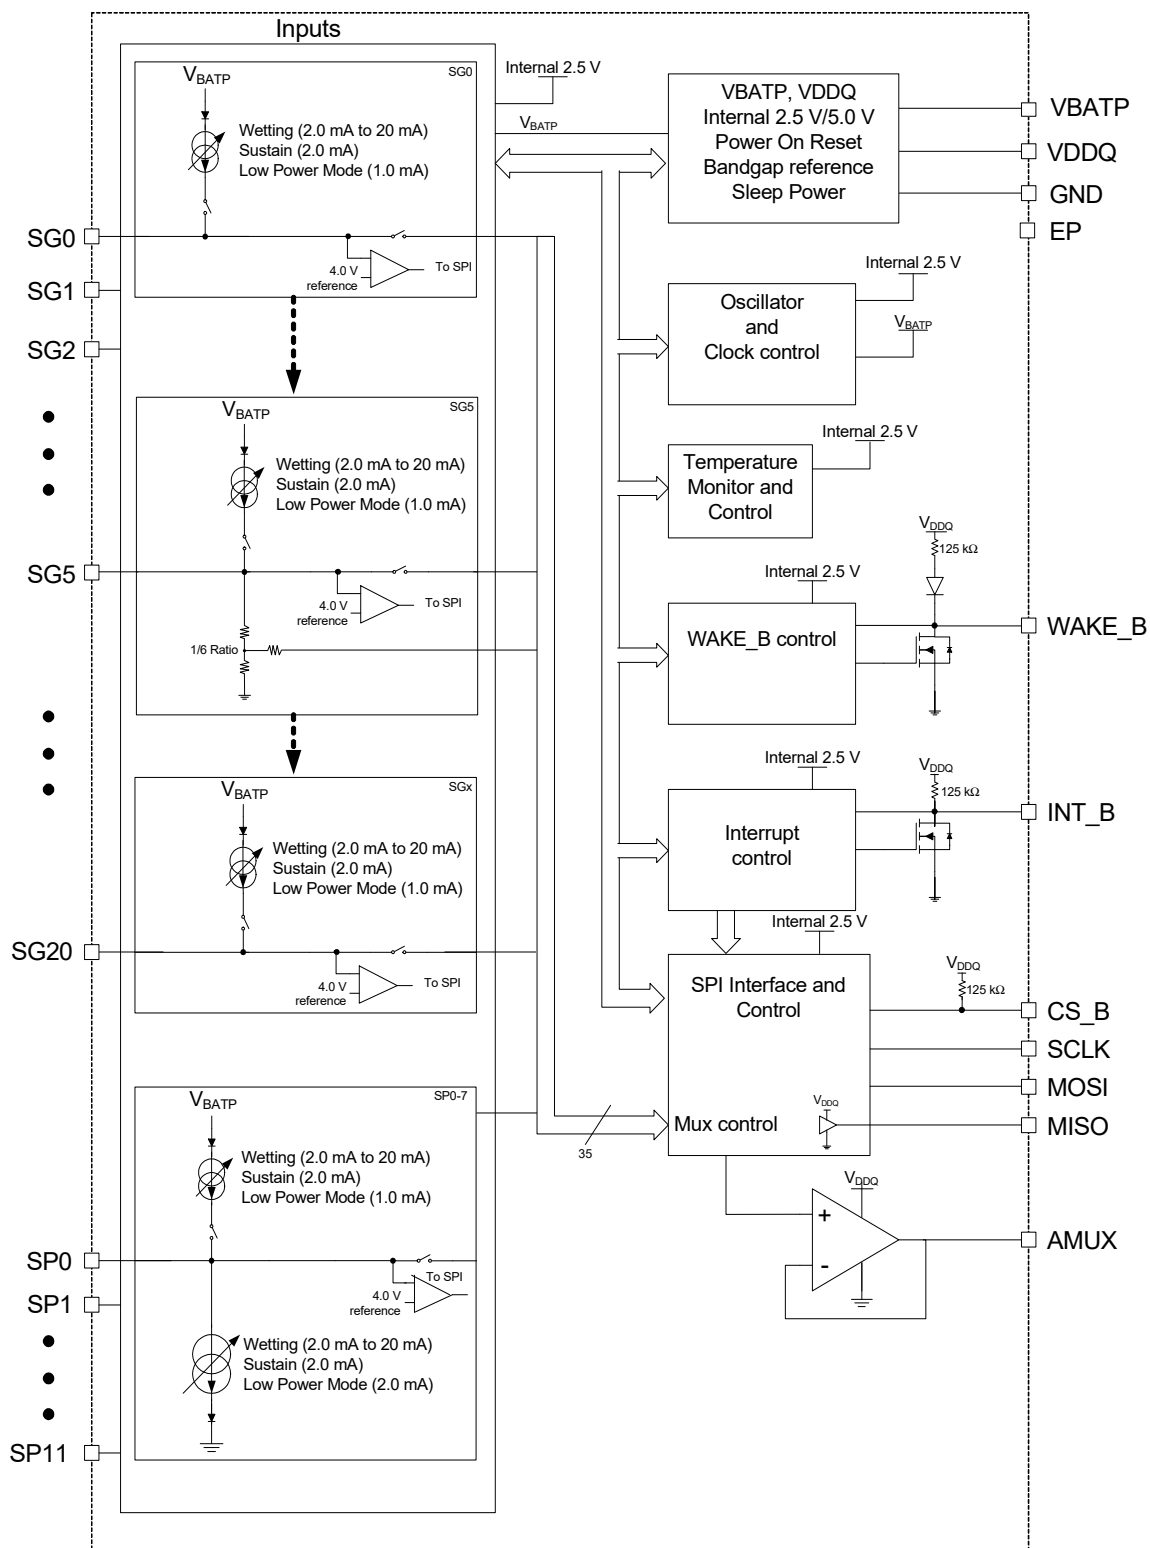 Inputs
SG0
VBATP
Wetting (2.0 mA to 20 mA)
Sustain (2.0 mA)
Low Power Mode (1.0 mA)
4.0 V
reference
To SPI
SG0
SG1
SG2
SG5
VBATP
Wetting (2.0 mA to 20 mA)
Sustain (2.0 mA)
Low Power Mode (1.0 mA)
4.0 V
reference
To SPI
1/6 Ratio
SG5
SGx
VBATP
Wetting (2.0 mA to 20 mA)
Sustain (2.0 mA)
Low Power Mode (1.0 mA)
4.0 V
reference
To SPI
SG20
SP0-7
VBATP
Wetting (2.0 mA to 20 mA)
Sustain (2.0 mA)
Low Power Mode (1.0 mA)
To SPI
4.0 V
reference
Wetting (2.0 mA to 20 mA)
Sustain (2.0 mA)
Low Power Mode (2.0 mA)
SP0
SP1
SP11
Internal 2.5 V
VBATP
VBATP, VDDQ
Internal 2.5 V/5.0 V
Power On Reset
Bandgap reference
Sleep Power
VBATP
VDDQ
GND
EP
Internal 2.5 V
Oscillator
and
Clock control
VBATP
Internal 2.5 V
Temperature
Monitor and
Control
VDDQ
125 kΩ
Internal 2.5 V
WAKE_B control
WAKE_B
Internal 2.5 V
VDDQ
125 kΩ
Interrupt
control
INT_B
Internal 2.5 V
SPI Interface and
Control
VDDQ
125 kΩ
CS_B
SCLK
MOSI
MISO
VDDQ
Mux control
35
VDDQ
+
-
AMUX